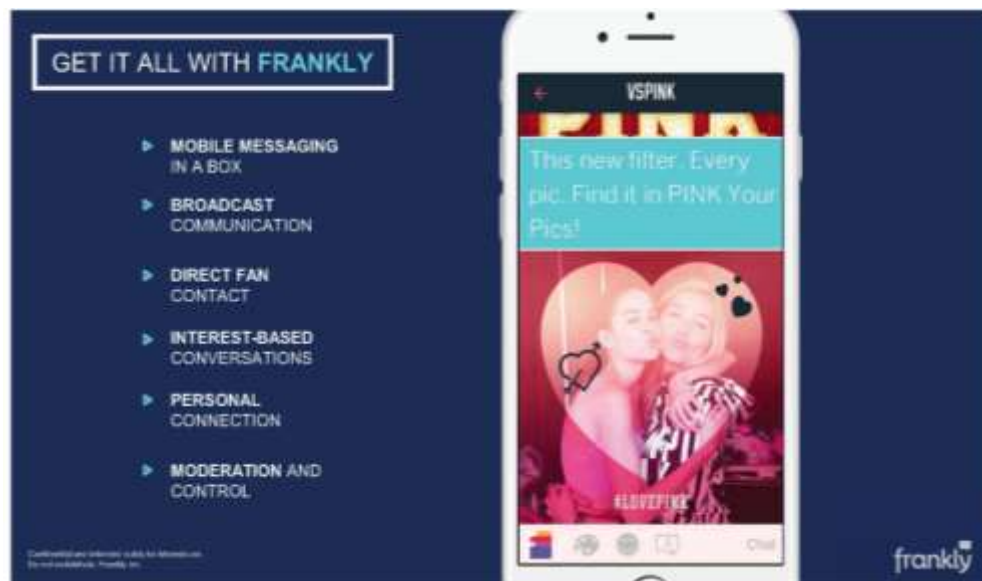 GET IT ALL WITH FRANKLY
MOBILE MESSAGING
IN A BOX
BROADCAST
COMMUNICATION
DIRECT FAN
CONTACT
INTEREST-BASED
CONVERSATIONS
PERSONAL
CONNECTION
MODERATION AND
CONTROL
VSPINK
PINK
This new filter. Every
pic. Find it in PINK Your
Pics!
#LOVEPINK
Chat
frankly